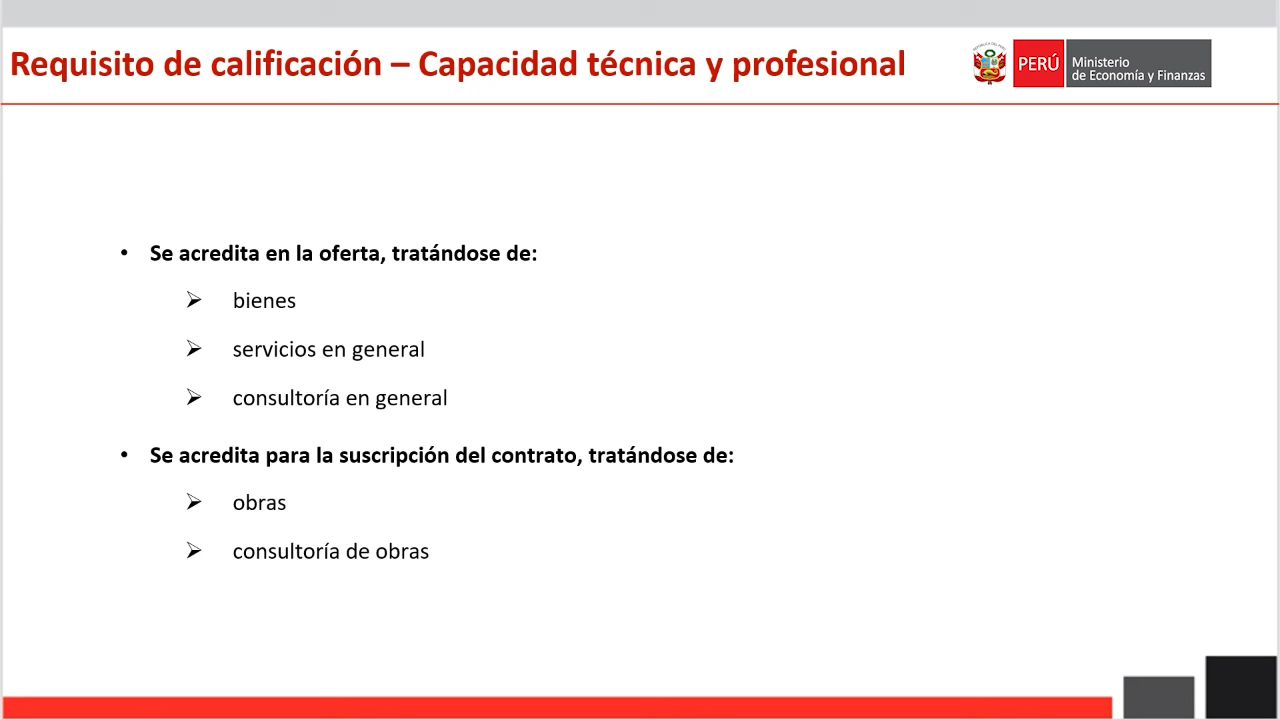 Requisito de calificación – Capacidad técnica y profesional
PERÚ
Ministerio
de Economía y Finanzas
• Se acredita en la oferta, tratándose de:
➢ bienes
➢ servicios en general
➢ consultoría en general
• Se acredita para la suscripción del contrato, tratándose de:
➢ obras
➢ consultoría de obras